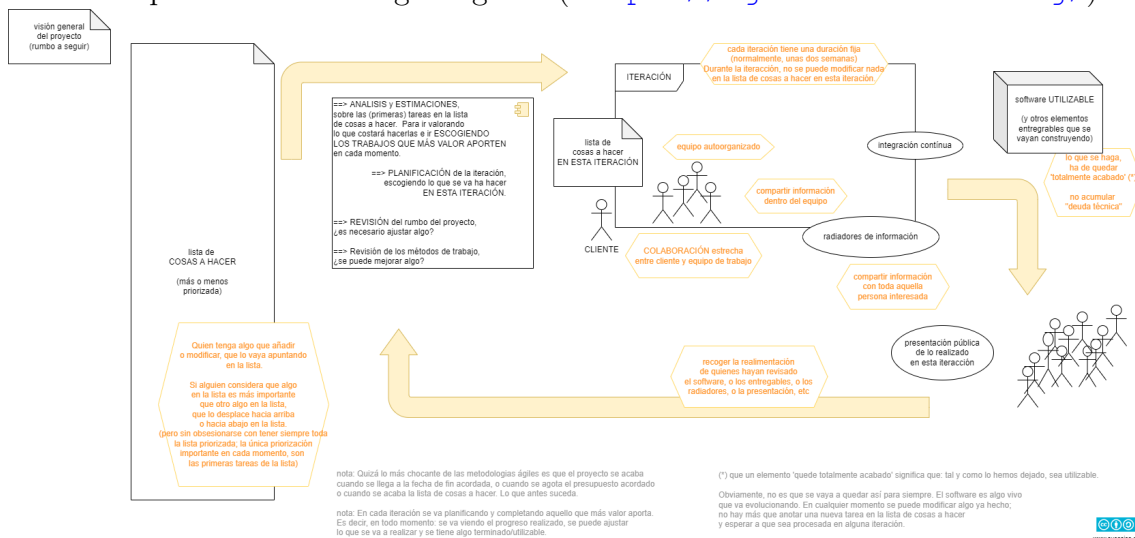 visión general
del proyecto
(rumbo a seguir)
lista de
COSAS A HACER
(más o menos
priorizada)
Quien tenga algo que añadir
o modificar, que lo vaya apuntando
en la lista.
Si alguien considera que algo
en la lista es más importante
que otro algo en la lista,
que lo desplace hacia arriba
o hacia abajo en la lista.
(pero sin obsesionarse con tener siempre toda
la lista priorizada; la única priorización
importante en cada momento, son
las primeras tareas de la lista)
==> ANALISIS y ESTIMACIONES,
sobre las (primeras) tareas en la lista
de cosas a hacer. Para ir valorando
lo que costará hacerlas e ir ESCOGIENDO
LOS TRABAJOS QUE MÁS VALOR APORTEN
en cada momento.
==> PLANIFICACIÓN de la iteración,
escogiendo lo que se va ha hacer
EN ESTA ITERACIÓN.
==> REVISIÓN del rumbo del proyecto,
¿es necesario ajustar algo?
==> Revisión de los métodos de trabajo,
¿se puede mejorar algo?
ITERACIÓN
cada iteración tiene una duración fija
(normalmente, unas dos semanas)
Durante la iteracción, no se puede modificar nada
en la lista de cosas a hacer en esta iteración.
lista de
cosas a hacer
EN ESTA ITERACIÓN
equipo autoorganizado
compartir información
dentro del equipo
CLIENTE
COLABORACIÓN estrecha
entre cliente y equipo de trabajo
integración contínua
radiadores de información
compartir información
con toda aquella
persona interesada
software UTILIZABLE
(y otros elementos
entregrables que se
vayan construyendo)
lo que se haga,
ha de quedar
'totalmente acabado' (*)
no acumular
"deuda técnica"
presentación pública
de lo realizado
en esta iteracción
recoger la realimentación
de quienes hayan revisado
el software, o los entregables, o los
radiadores, o la presentación, etc
nota: Quizá lo más chocante de las metodologias ágiles es que el proyecto se acaba
cuando se llega a la fecha de fin acordada, o cuando se agota el presupuesto acordado
o cuando se acaba la lista de cosas a hacer. Lo que antes suceda.
nota: En cada iteración se va planificando y completando aquello que más valor aporta.
Es decir, en todo momento: se va viendo el progreso realizado, se puede ajustar
lo que se va a realizar y se tiene algo terminado/utilizable.
(*) que un elemento 'quede totalmente acabado' significa que: tal y como lo hemos dejado, sea utilizable.
Obviamente, no es que se vaya a quedar así para siempre. El software es algo vivo
que va evolucionando. En cualquier momento se puede modificar algo ya hecho;
no hay más que anotar una nueva tarea en la lista de cosas a hacer
y esperar a que sea procesada en alguna iteración.